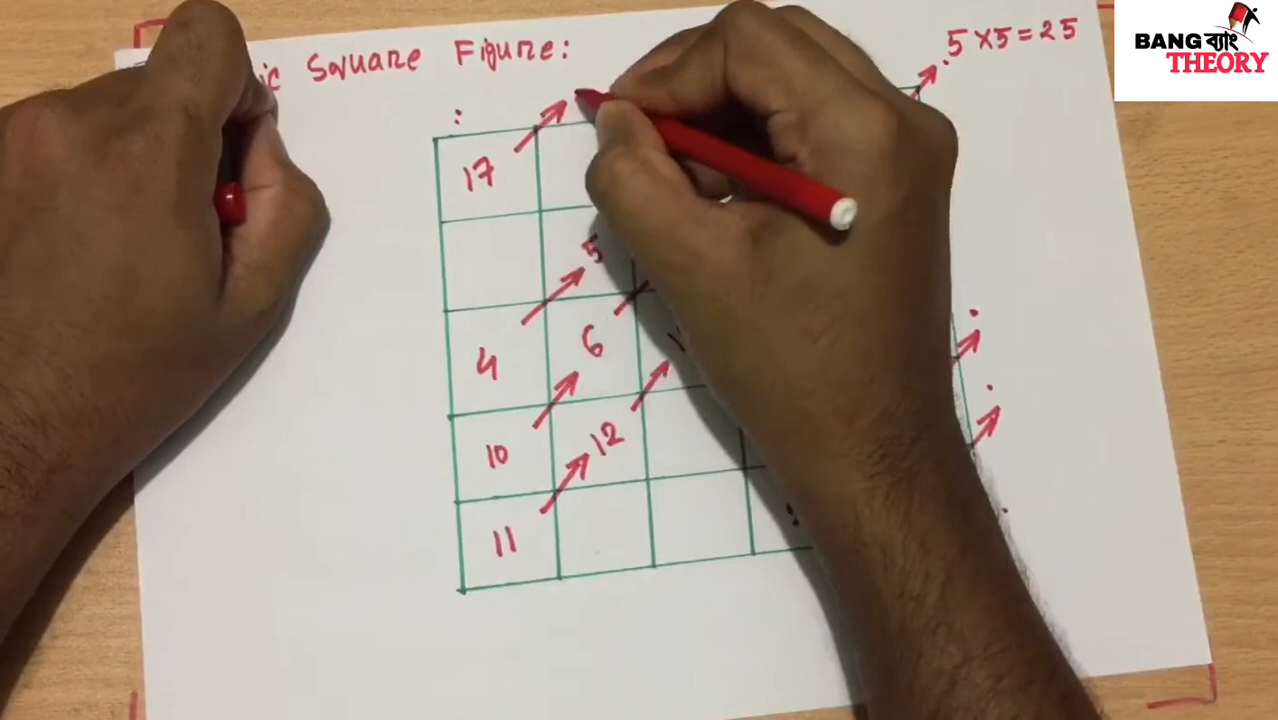 Square Figure:
5 × 5 = 25
BANG ব্যাং
THEORY
17
5
4 6
10 12
11